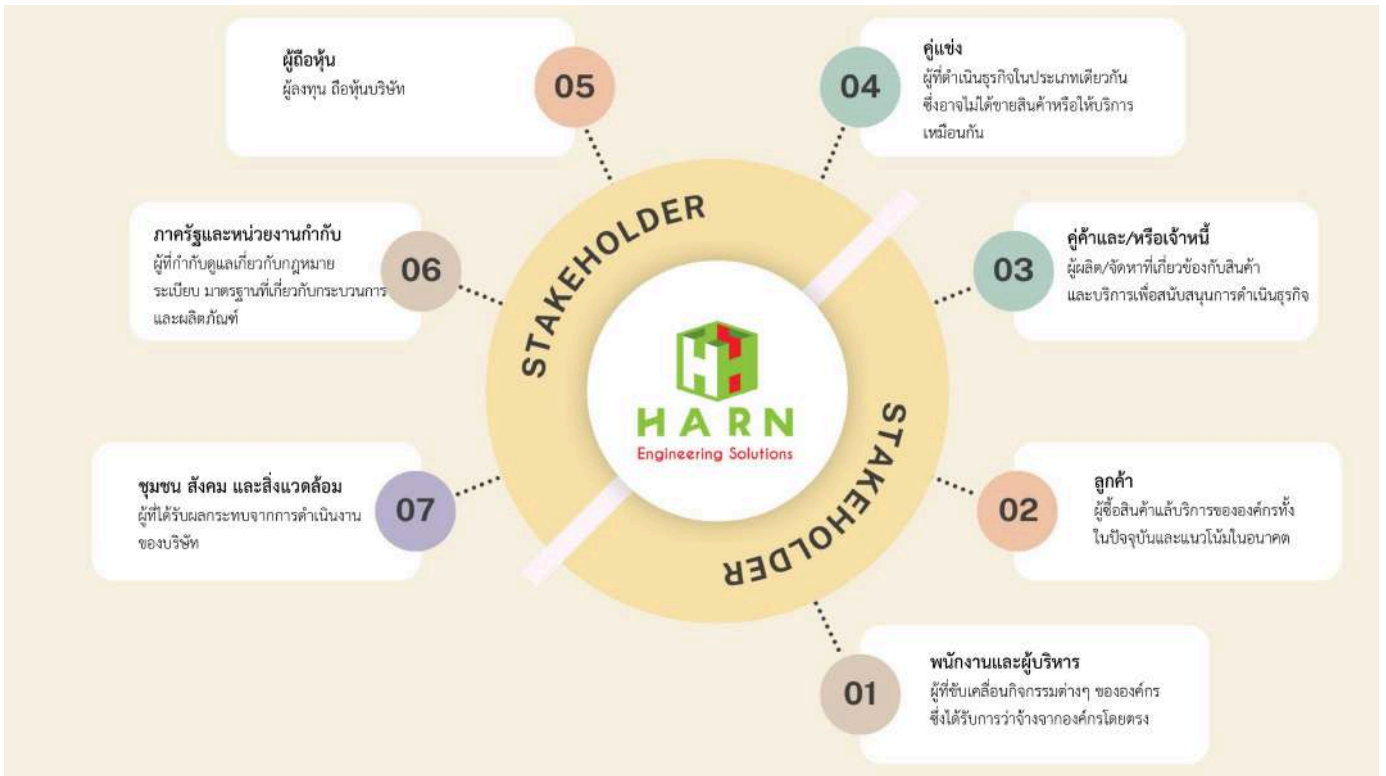 ผู้ถือหุ้น
ผู้ลงทุน ถือหุ้นบริษัท
05
04
คู่แข่ง
ผู้ที่ดำเนินธุรกิจในประเภทเดียวกัน
ซึ่งอาจไม่ได้ขายสินค้าหรือให้บริการ
เหมือนกัน
ภาครัฐและหน่วยงานกำกับ
ผู้ที่กำกับดูแลเกี่ยวกับกฎหมาย
ระเบียบ มาตรฐานที่เกี่ยวกับกระบวนการ
และผลิตภัณฑ์
06
STAKEHOLDER
03
คู่ค้าและ/หรือเจ้าหนี้
ผู้ผลิต/จัดหาที่เกี่ยวข้องกับสินค้า
และบริการเพื่อสนับสนุนการดำเนินธุรกิจ
HARN
Engineering Solutions
ชุมชน สังคม และสิ่งแวดล้อม
ผู้ที่ได้รับผลกระทบจากการดำเนินงาน
ของบริษัท
07
STAKEHOLDER
02
ลูกค้า
ผู้ซื้อสินค้าแล้บริการขององค์กรทั้ง
ในปัจจุบันและแนวโน้มในอนาคต
01
พนักงานและผู้บริหาร
ผู้ที่ขับเคลื่อนกิจกรรมต่างๆ ขององค์กร
ซึ่งได้รับการว่าจ้างจากองค์กรโดยตรง